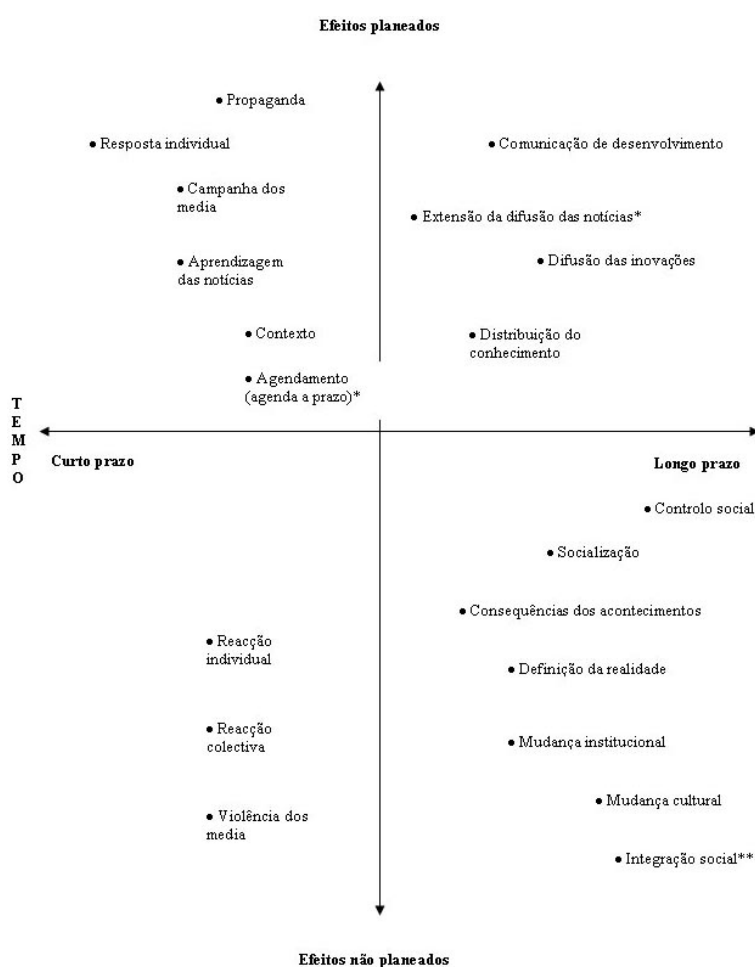 Efeitos planeados
● Propaganda
● Resposta individual
● Comunicação de desenvolvimento
● Campanha dos
media
● Extensão da difusão das notícias*
● Aprendizagem
das notícias
● Difusão das inovações
● Contexto
● Distribuição do
conhecimento
● Agendamento
(agenda a prazo)*
T
E
M
P
O
Curto prazo
Longo prazo
● Controlo social
● Socialização
● Consequências dos acontecimentos
● Reacção
individual
● Definição da realidade
● Reacção
colectiva
● Mudança institucional
● Mudança cultural
● Violência dos
media
● Integração social**
Efeitos não planeados